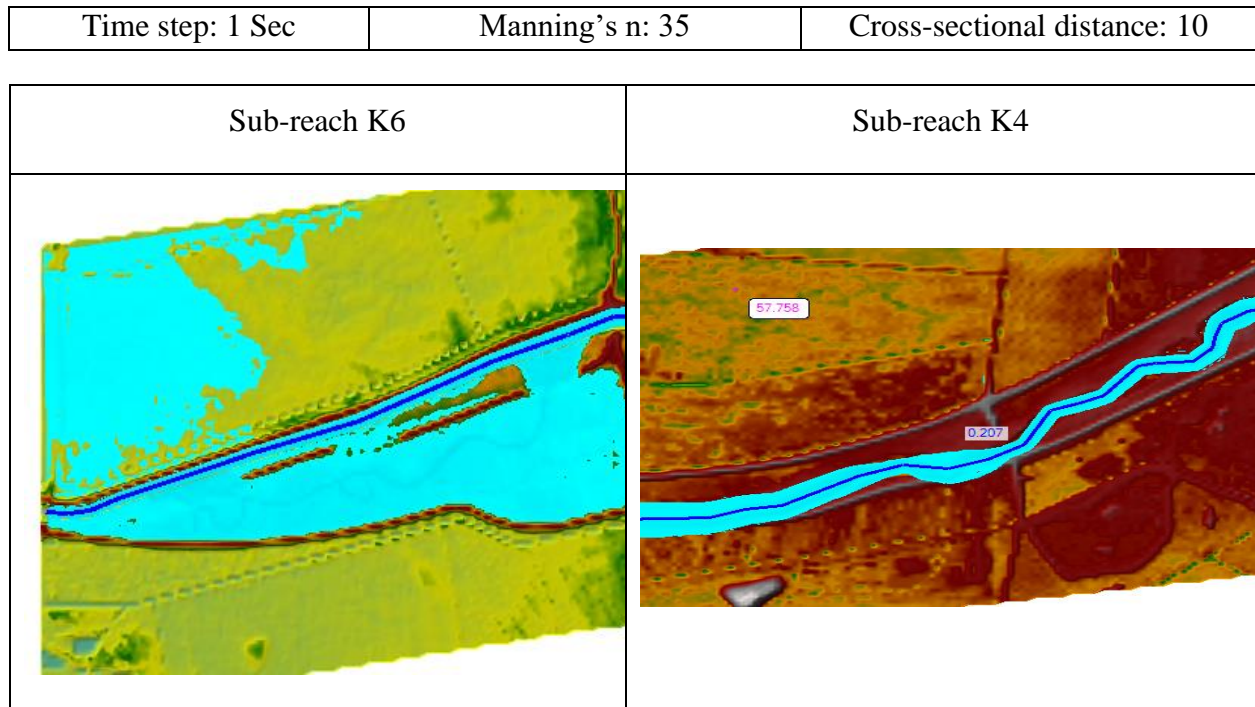 Time step: 1 Sec
Manning’s n: 35
Cross-sectional distance: 10
Sub-reach K6
Sub-reach K4
57.758
0.207